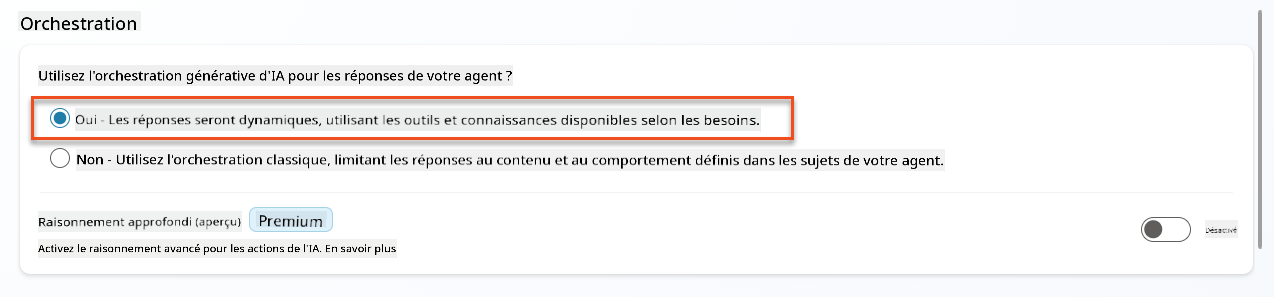 Orchestration
Utilisez l'orchestration générative d'IA pour les réponses de votre agent ?
Oui - Les réponses seront dynamiques, utilisant les outils et connaissances disponibles selon les besoins.
Non - Utilisez l'orchestration classique, limitant les réponses au contenu et au comportement définis dans les sujets de votre agent.
Raisonnement approfondi (aperçu) Premium
Désactivé
Activez le raisonnement avancé pour les actions de l'IA. En savoir plus